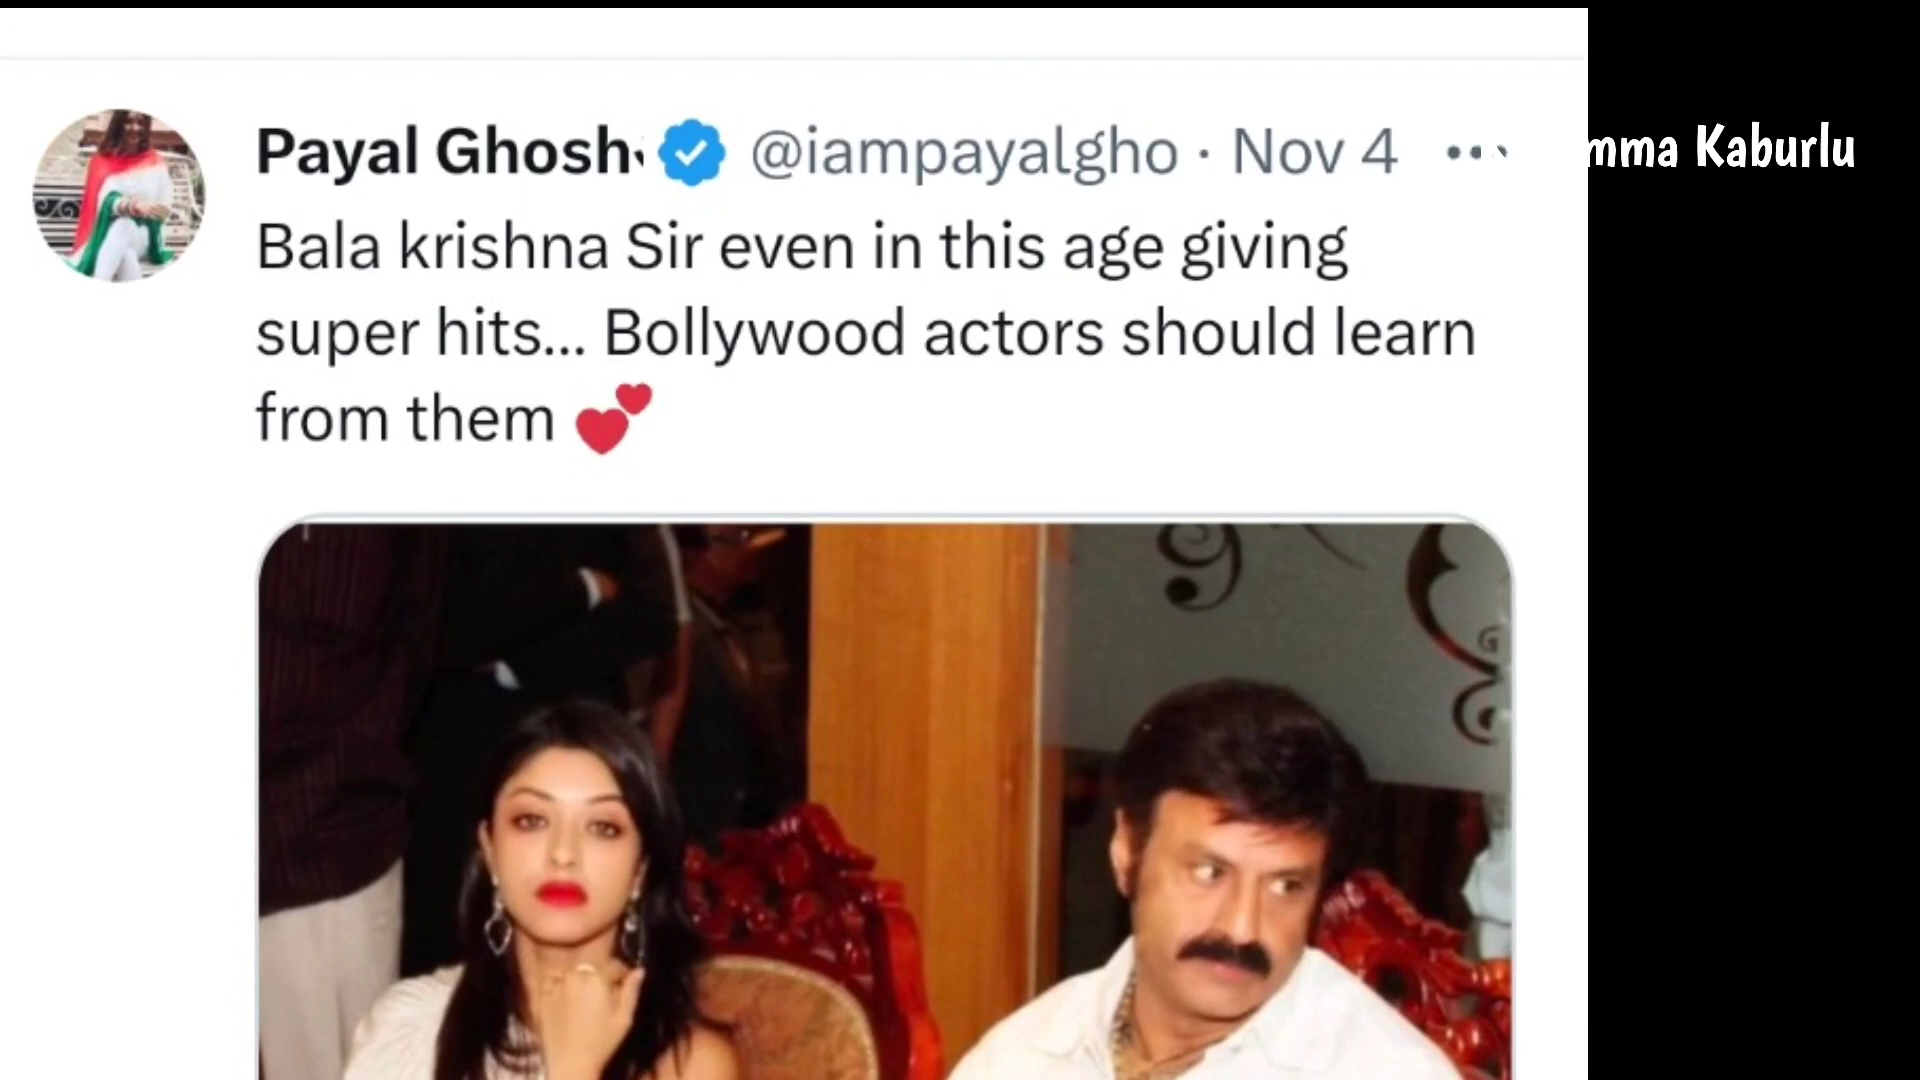 Payal Ghosh @iampayalgho · Nov 4
Kaburlu
Bala krishna Sir even in this age giving
super hits... Bollywood actors should learn
from them 💕